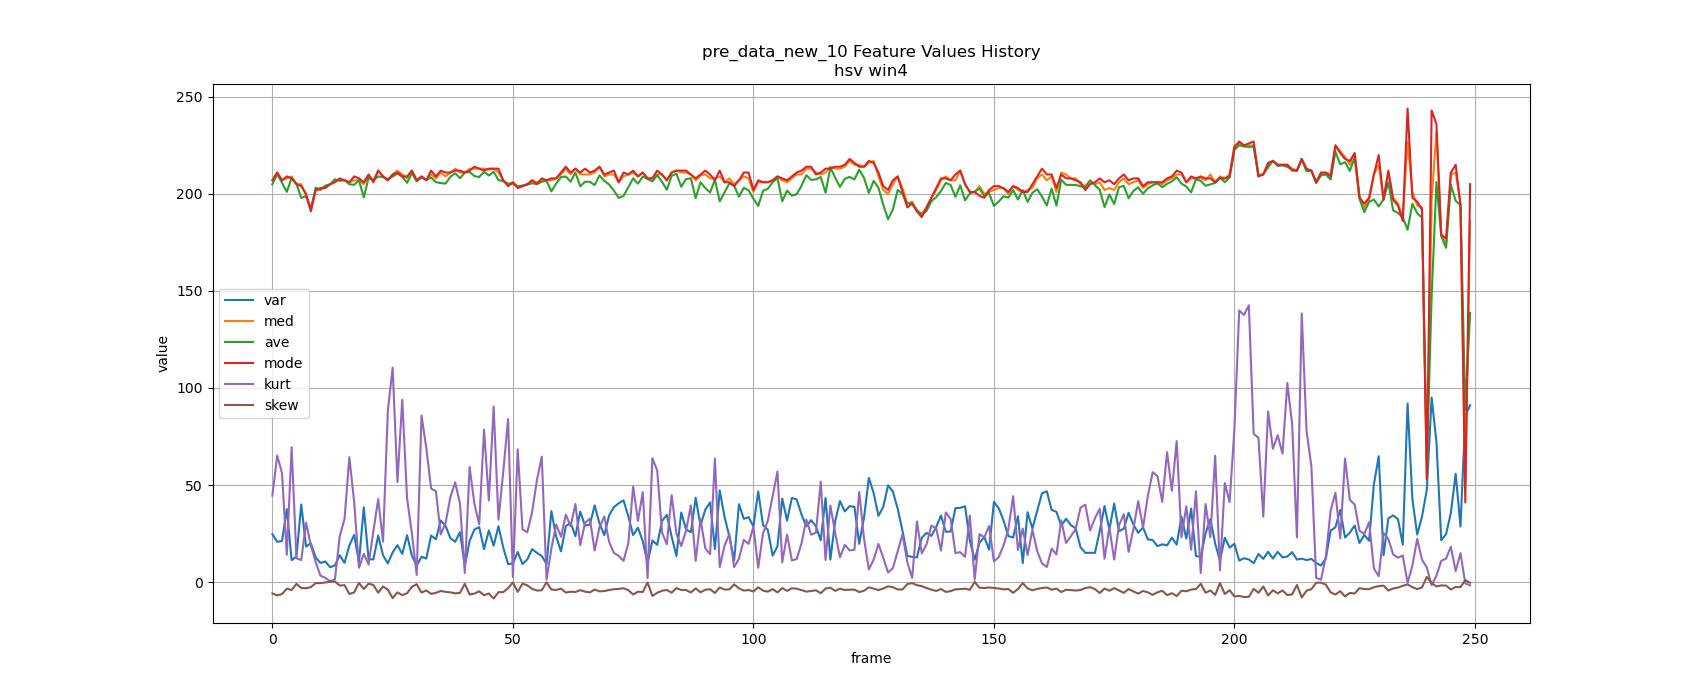 pre_data_new_10 Feature Values History
hsv win4
250
200
150
100
50
0
value
var
med
ave
mode
kurt
skew
0
50
100
150
200
250
frame